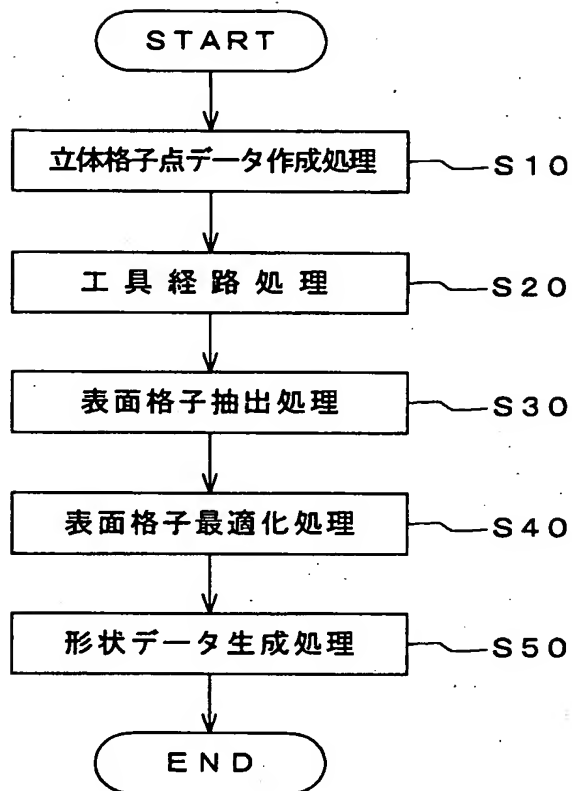 START
立体格子点データ作成処理 S10
工具経路処理 S20
表面格子抽出処理 S30
表面格子最適化処理 S40
形状データ生成処理 S50
END